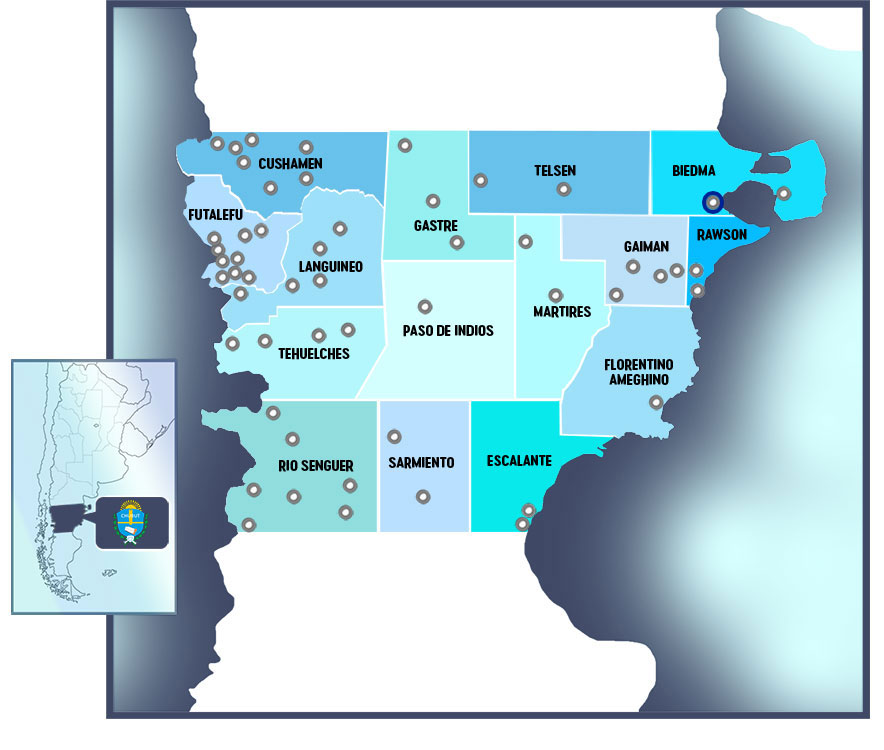 CUSHAMEN
TELSEN
BIEDMA
FUTALEFU
GASTRE
RAWSON
GAIMAN
LANGUINEO
MARTIRES
PASO DE INDIOS
TEHUELCHES
FLORENTINO
AMEGHINO
RIO SENGUER
SARMIENTO
ESCALANTE
CHUBUT